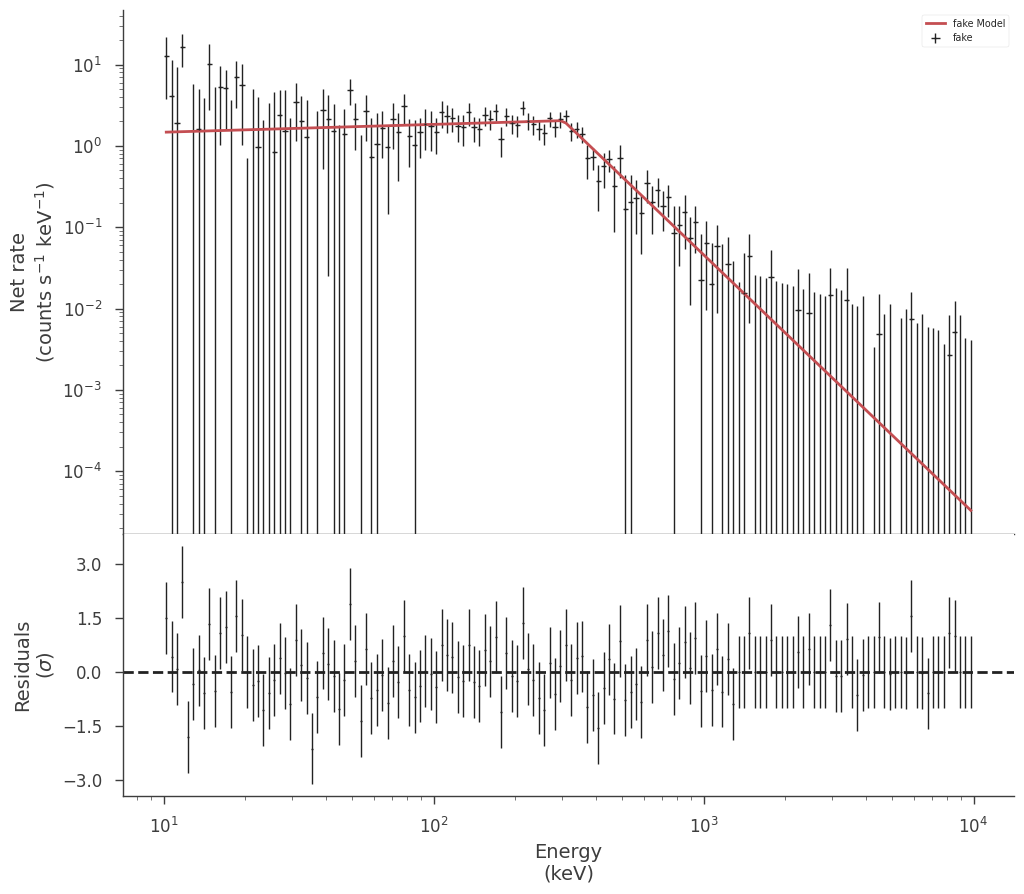 fake Model
fake
10¹
10⁰
10⁻¹
10⁻²
10⁻³
10⁻⁴
Net rate
(counts s⁻¹ keV⁻¹)
3.0
1.5
0.0
−1.5
−3.0
Residuals
(σ)
10¹
10²
10³
10⁴
Energy
(keV)